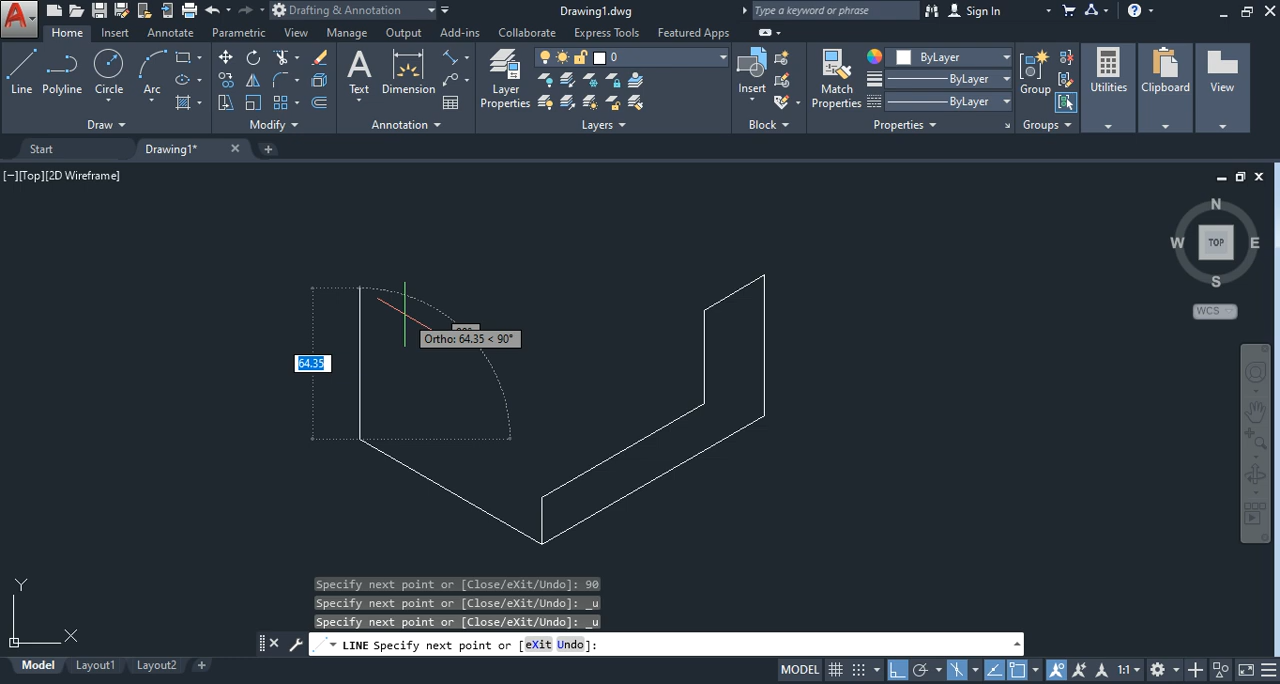 Drafting & Annotation
Drawing1.dwg
Type a keyword or phrase
Sign In
Home Insert Annotate Parametric View Manage Output Add-ins Collaborate Express Tools Featured Apps
0
ByLayer
Line Polyline Circle Arc
Text Dimension
Layer Properties
Insert
Match Properties
ByLayer
ByLayer
Group
Utilities
Clipboard
View
Draw
Modify
Annotation
Layers
Block
Properties
Groups
Start
Drawing1*
[−][Top][2D Wireframe]
N
W TOP E
S
WCS
Ortho: 64.35 < 90°
64.35
Specify next point or [Close/eXit/Undo]: 90
Specify next point or [Close/eXit/Undo]: _u
Specify next point or [Close/eXit/Undo]: _u
LINE Specify next point or [eXit Undo]:
Y
X
Model Layout1 Layout2 +
MODEL
1:1